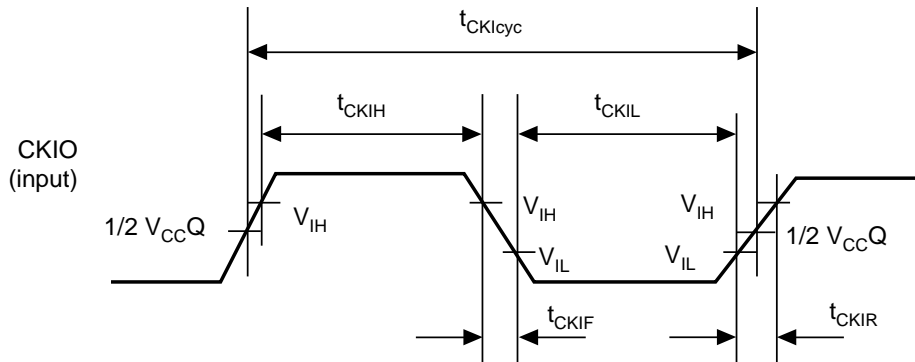 tCKIcyc
tCKIH
tCKIL
CKIO
(input)
1/2 VCCQ
VIH
VIH
VIL
VIH
VIL
1/2 VCCQ
tCKIF
tCKIR